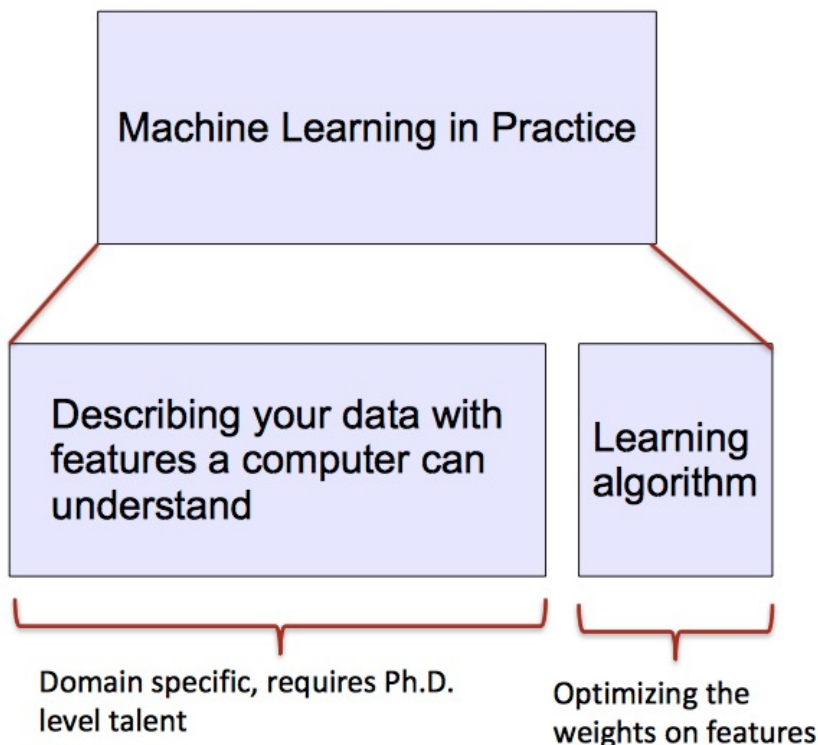 Machine Learning in Practice
Describing your data with
features a computer can
understand
Learning
algorithm
Domain specific, requires Ph.D.
level talent
Optimizing the
weights on features